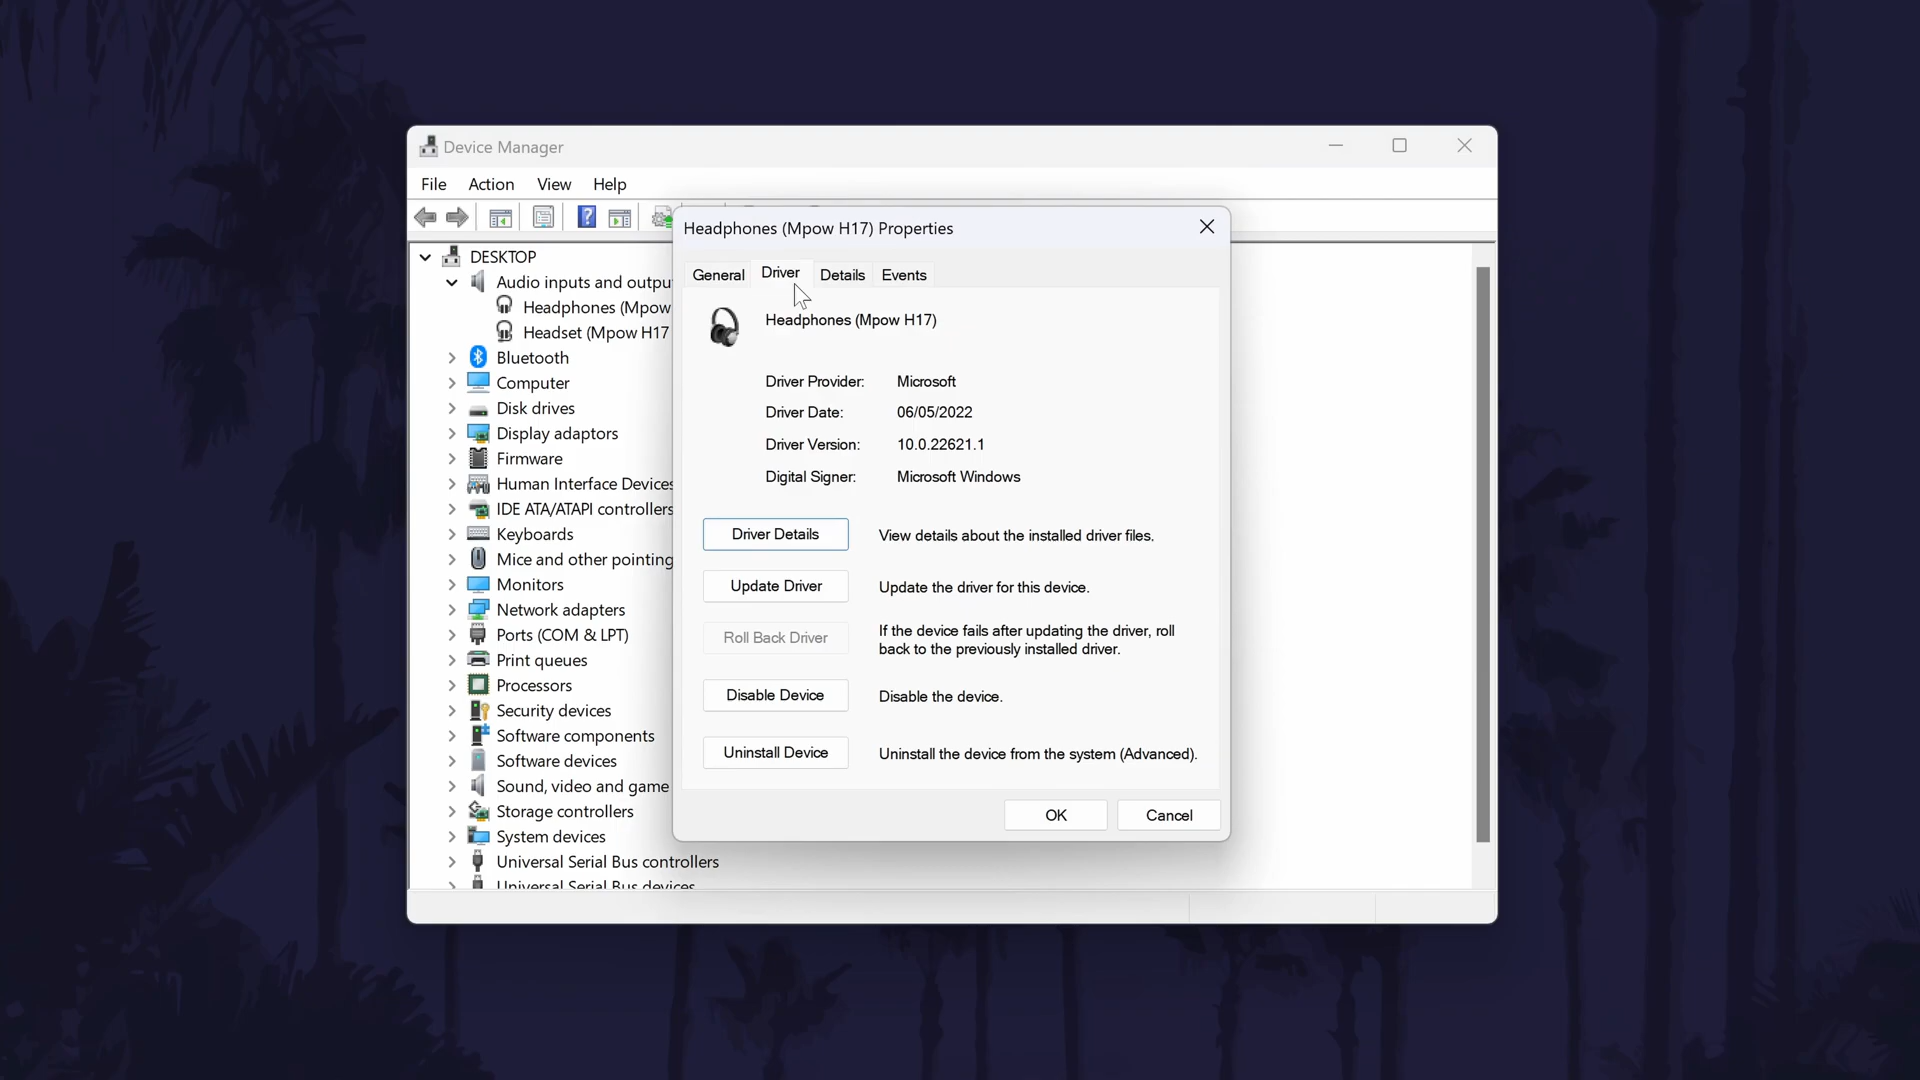 Device Manager
File Action View Help
Headphones (Mpow H17) Properties
General Driver Details Events
DESKTOP
Audio inputs and outpu
Headphones (Mpow
Headset (Mpow H17
Bluetooth
Computer
Disk drives
Display adaptors
Firmware
Human Interface Devices
IDE ATA/ATAPI controllers
Keyboards
Mice and other pointing
Monitors
Network adapters
Ports (COM & LPT)
Print queues
Processors
Security devices
Software components
Software devices
Sound, video and game
Storage controllers
System devices
Universal Serial Bus controllers
Universal Serial Bus devices
Headphones (Mpow H17)
Driver Provider: Microsoft
Driver Date: 06/05/2022
Driver Version: 10.0.22621.1
Digital Signer: Microsoft Windows
Driver Details View details about the installed driver files.
Update Driver Update the driver for this device.
Roll Back Driver If the device fails after updating the driver, roll
back to the previously installed driver.
Disable Device Disable the device.
Uninstall Device Uninstall the device from the system (Advanced).
OK Cancel